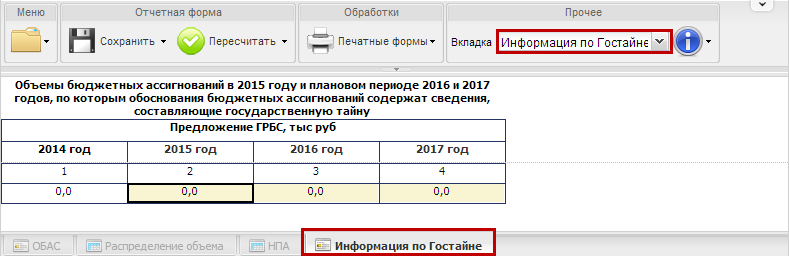 Меню Отчетная форма Обработки Прочее
Сохранить Пересчитать Печатные формы Вкладка Информация по Гостайне
Объемы бюджетных ассигнований в 2015 году и плановом периоде 2016 и 2017
годов, по которым обоснования бюджетных ассигнований содержат сведения,
составляющие государственную тайну
Предложение ГРБС, тыс руб
2014 год 2015 год 2016 год 2017 год
1 2 3 4
0,0 0,0 0,0 0,0
ОБАС Распределение объема НПА Информация по Гостайне